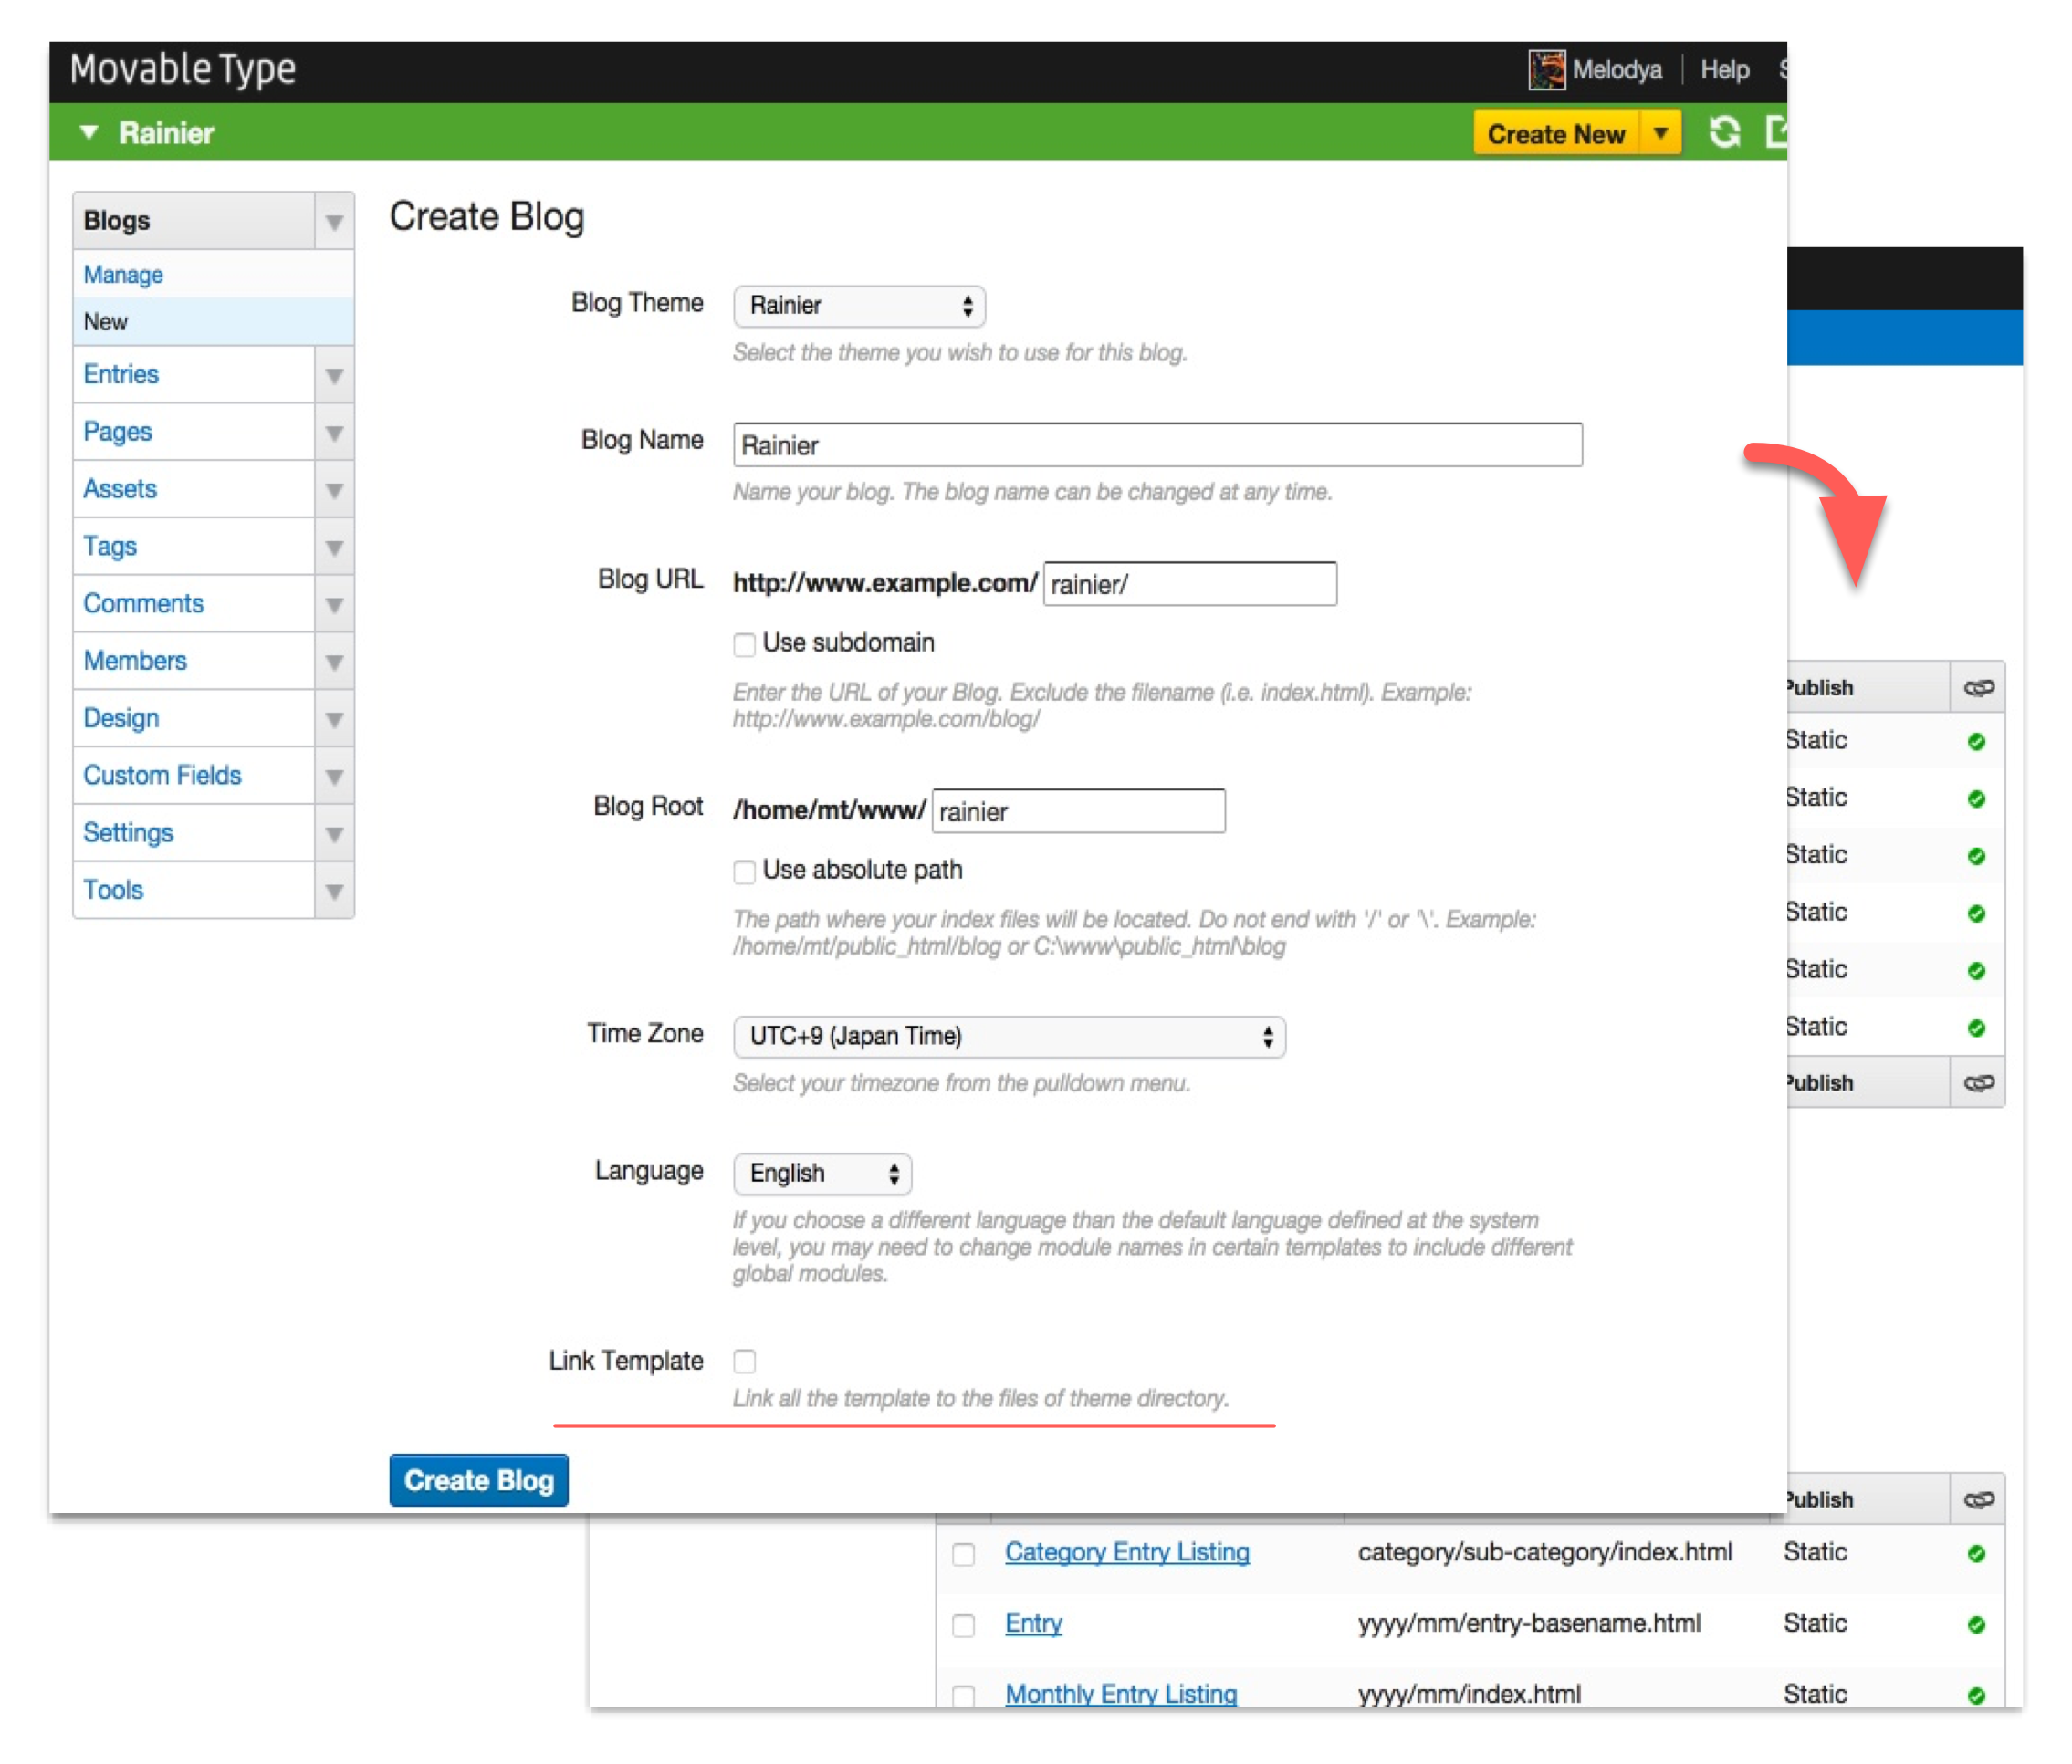 Movable Type
Melodya
Help
Rainier
Create New
Blogs
Manage
New
Entries
Pages
Assets
Tags
Comments
Members
Design
Custom Fields
Settings
Tools
Create Blog
Blog Theme
Rainier
Select the theme you wish to use for this blog.
Blog Name
Rainier
Name your blog. The blog name can be changed at any time.
Blog URL
http://www.example.com/ rainier/
Use subdomain
Enter the URL of your Blog. Exclude the filename (i.e. index.html). Example:
http://www.example.com/blog/
Blog Root
/home/mt/www/ rainier
Use absolute path
The path where your index files will be located. Do not end with '/' or '\'. Example:
/home/mt/public_html/blog or C:\www\public_html\blog
Time Zone
UTC+9 (Japan Time)
Select your timezone from the pulldown menu.
Language
English
If you choose a different language than the default language defined at the system
level, you may need to change module names in certain templates to include different
global modules.
Link Template
Link all the template to the files of theme directory.
Create Blog
Publish
Static
Static
Static
Static
Static
Static
Publish
Publish
Category Entry Listing category/sub-category/index.html Static
Entry yyyy/mm/entry-basename.html Static
Monthly Entry Listing yyyy/mm/index.html Static